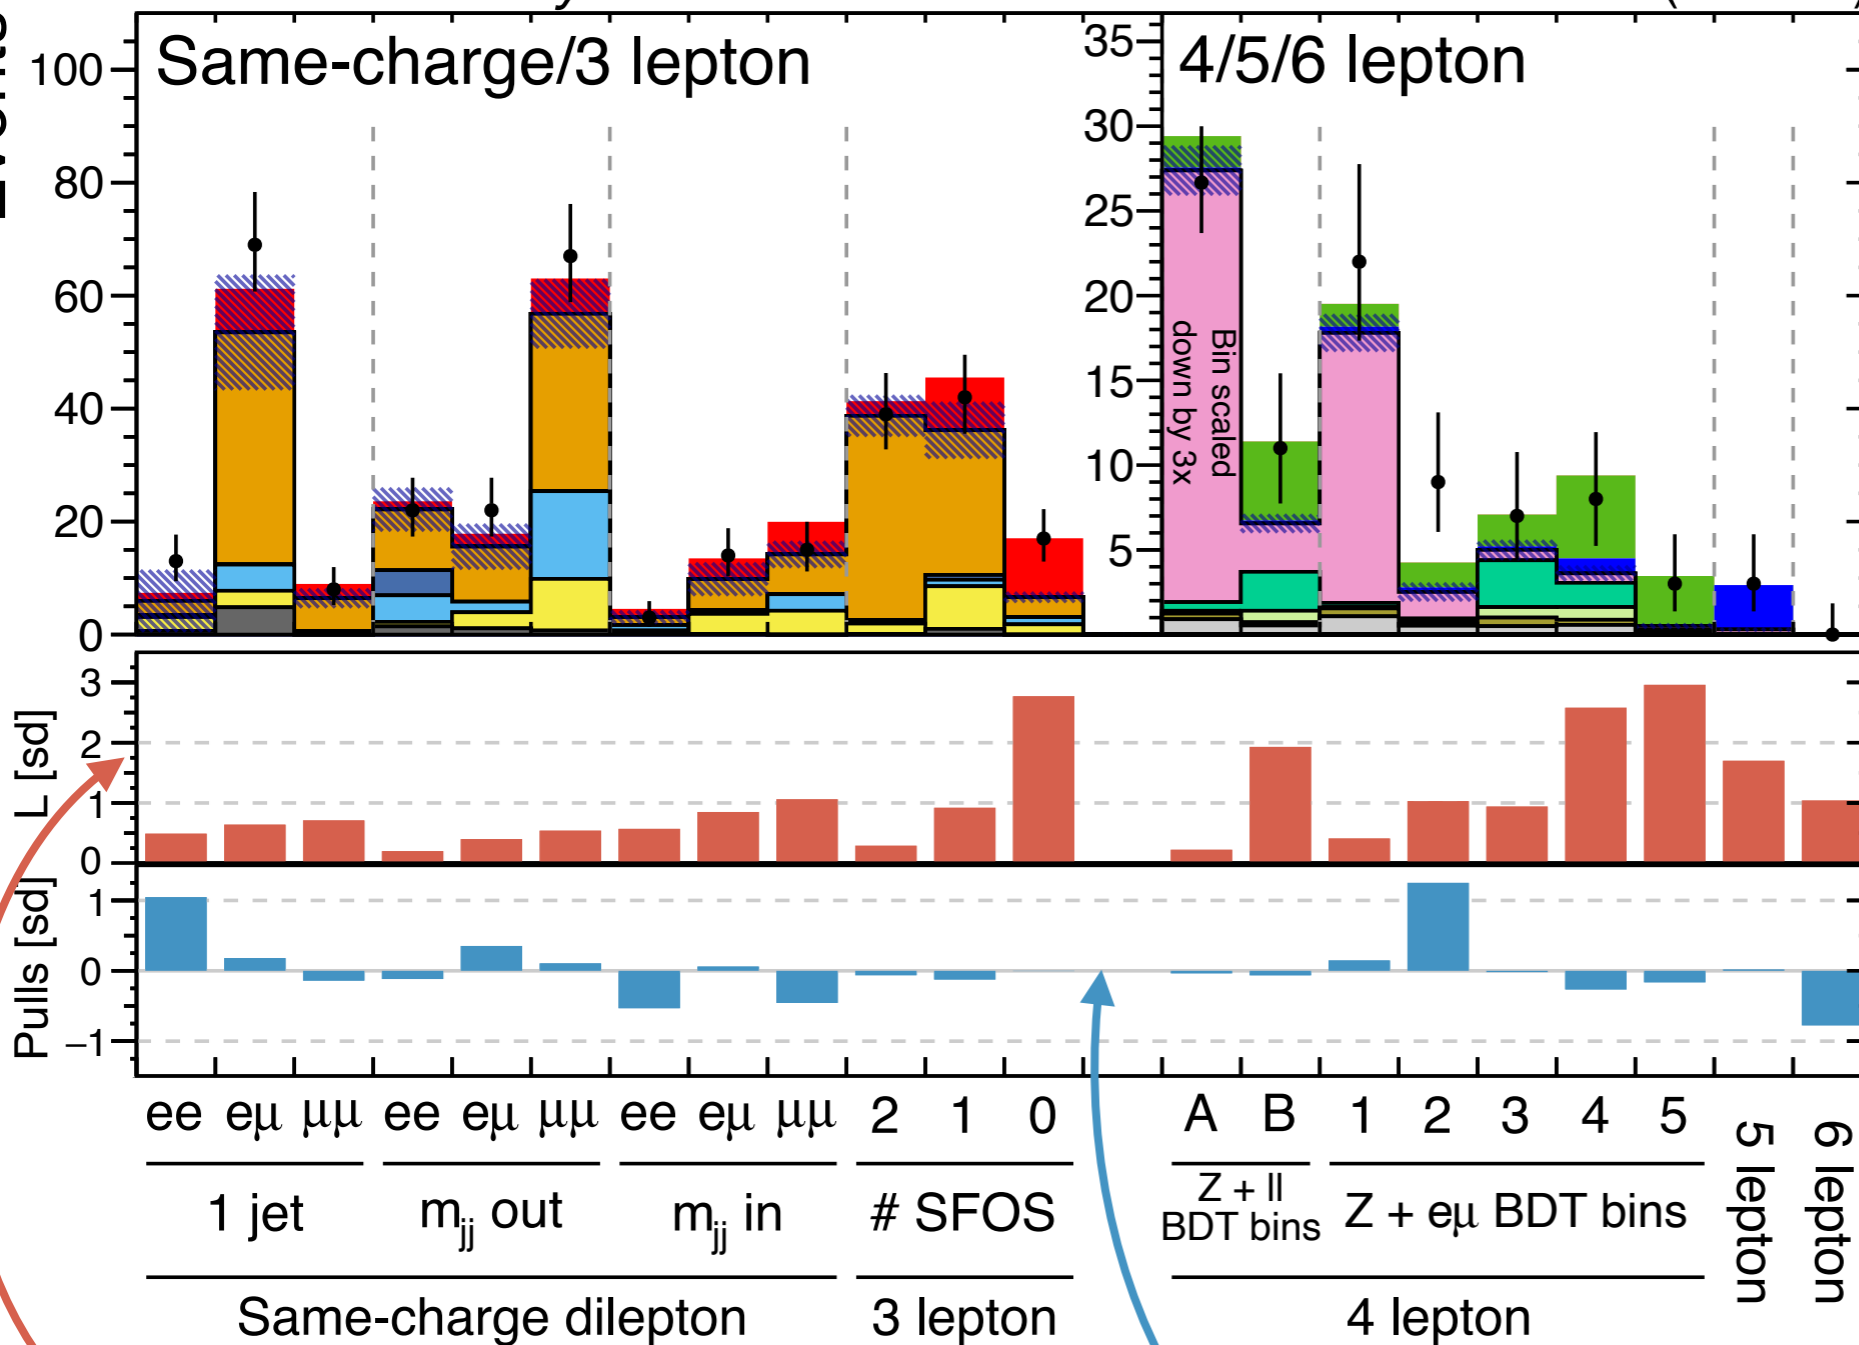 Same-charge/3 lepton
4/5/6 lepton
100
80
60
40
20
0
35
30
25
20
15
10
5
Bin scaled
down by 3x
L [sd]
3
2
1
0
Pulls [sd]
1
0
−1
ee eμ μμ ee eμ μμ ee eμ μμ 2 1 0 A B 1 2 3 4 5
5 lepton
6 lepton
1 jet
m_jj out
m_jj in
# SFOS
Z + ll
BDT bins
Z + eμ BDT bins
Same-charge dilepton
3 lepton
4 lepton